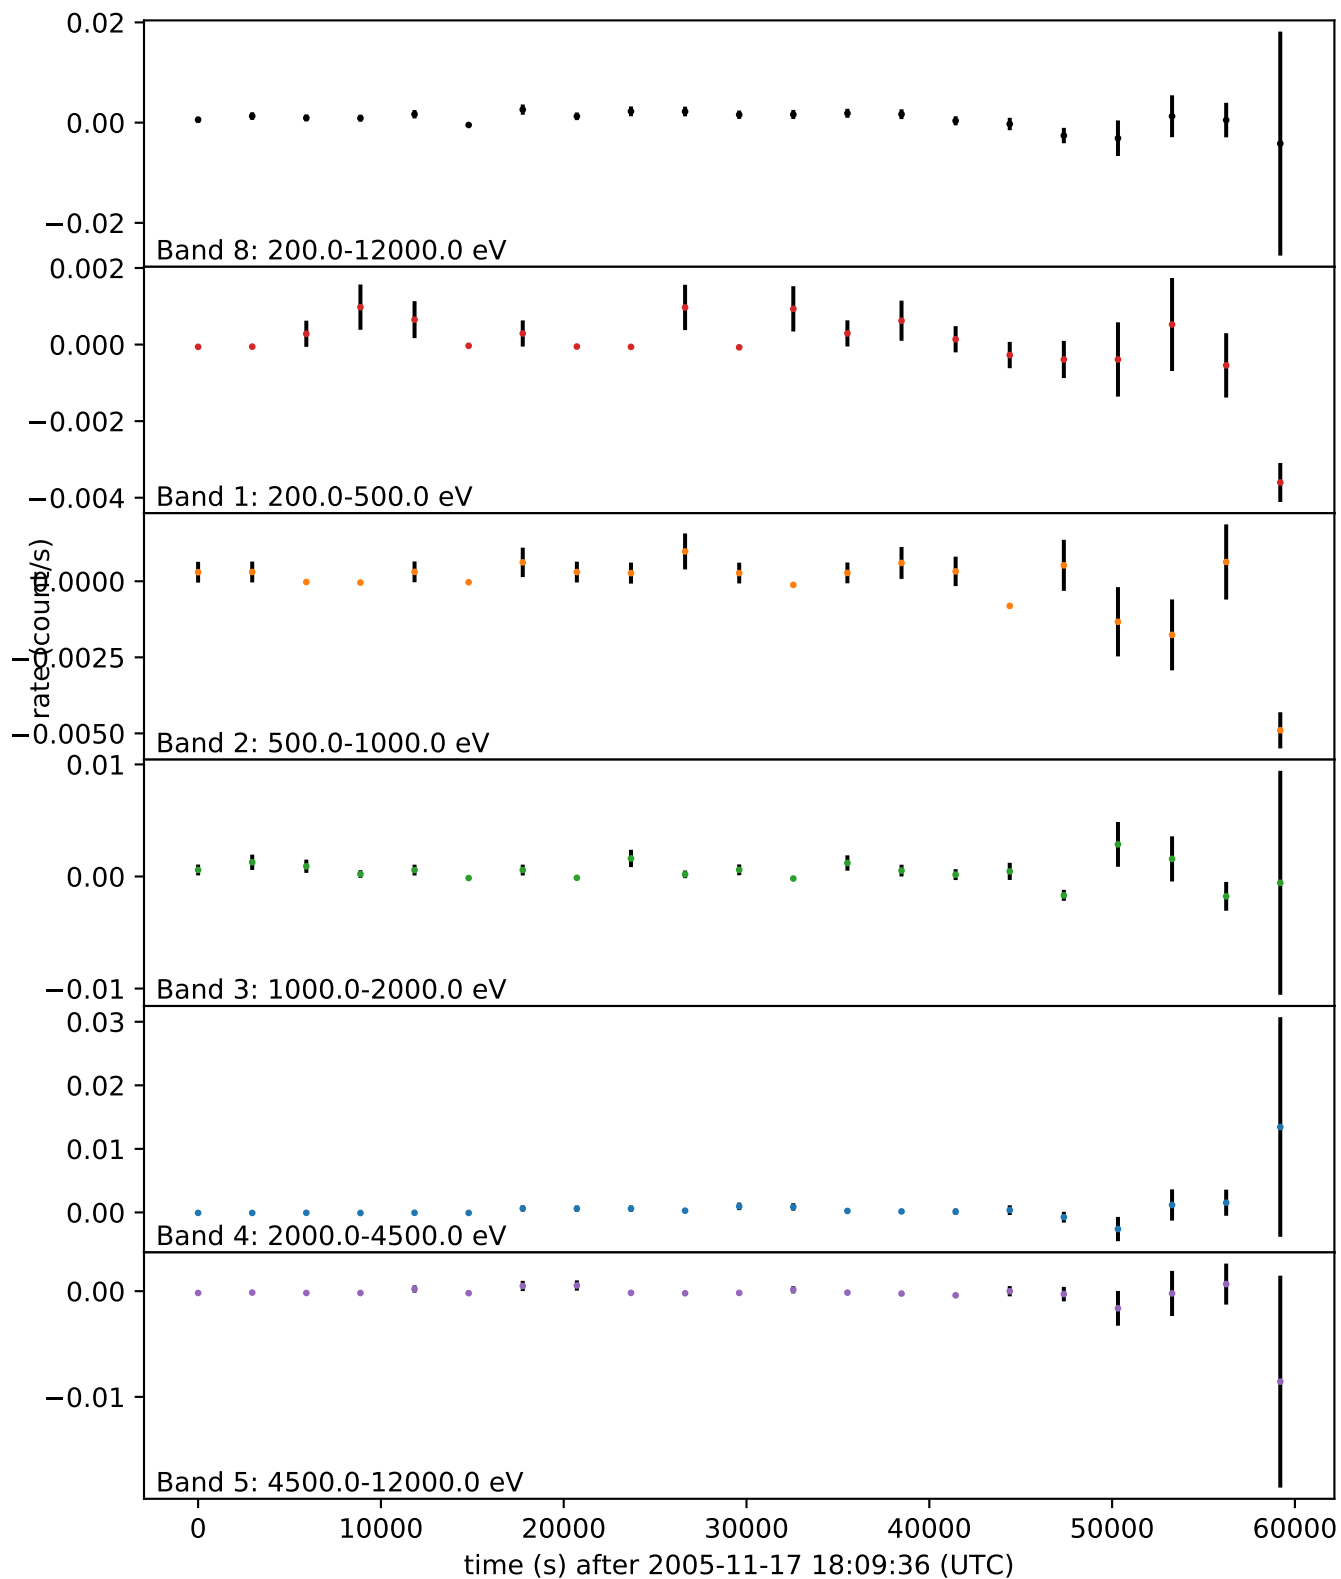 0.02
0.00
−0.02
Band 8: 200.0-12000.0 eV
0.002
0.000
−0.002
−0.004
Band 1: 200.0-500.0 eV
rate (count/s)
0.0000
−0.0025
−0.0050
Band 2: 500.0-1000.0 eV
0.01
0.00
−0.01
Band 3: 1000.0-2000.0 eV
0.03
0.02
0.01
0.00
Band 4: 2000.0-4500.0 eV
0.00
−0.01
Band 5: 4500.0-12000.0 eV
0 10000 20000 30000 40000 50000 60000
time (s) after 2005-11-17 18:09:36 (UTC)